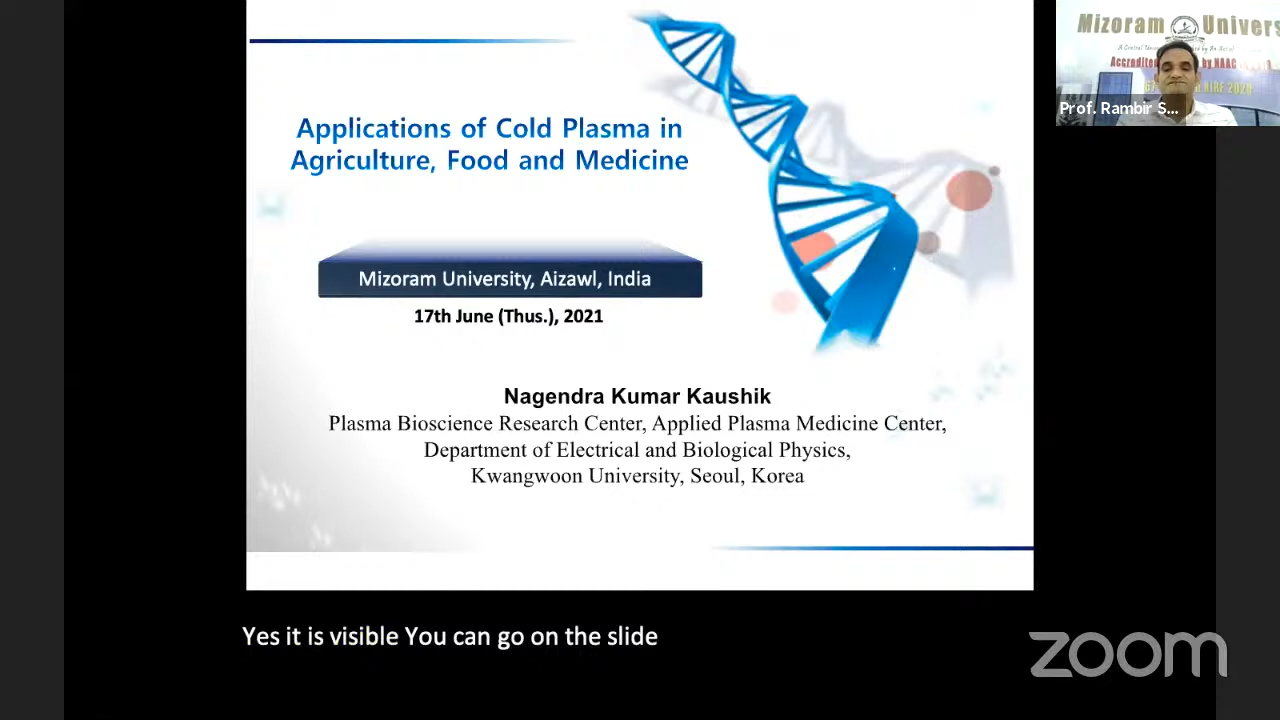 Applications of Cold Plasma in
Agriculture, Food and Medicine
Mizoram University, Aizawl, India
17th June (Thus.), 2021
Nagendra Kumar Kaushik
Plasma Bioscience Research Center, Applied Plasma Medicine Center,
Department of Electrical and Biological Physics,
Kwangwoon University, Seoul, Korea
Mizoram Univers
Prof. Rambir S...
Yes it is visible You can go on the slide
zoom